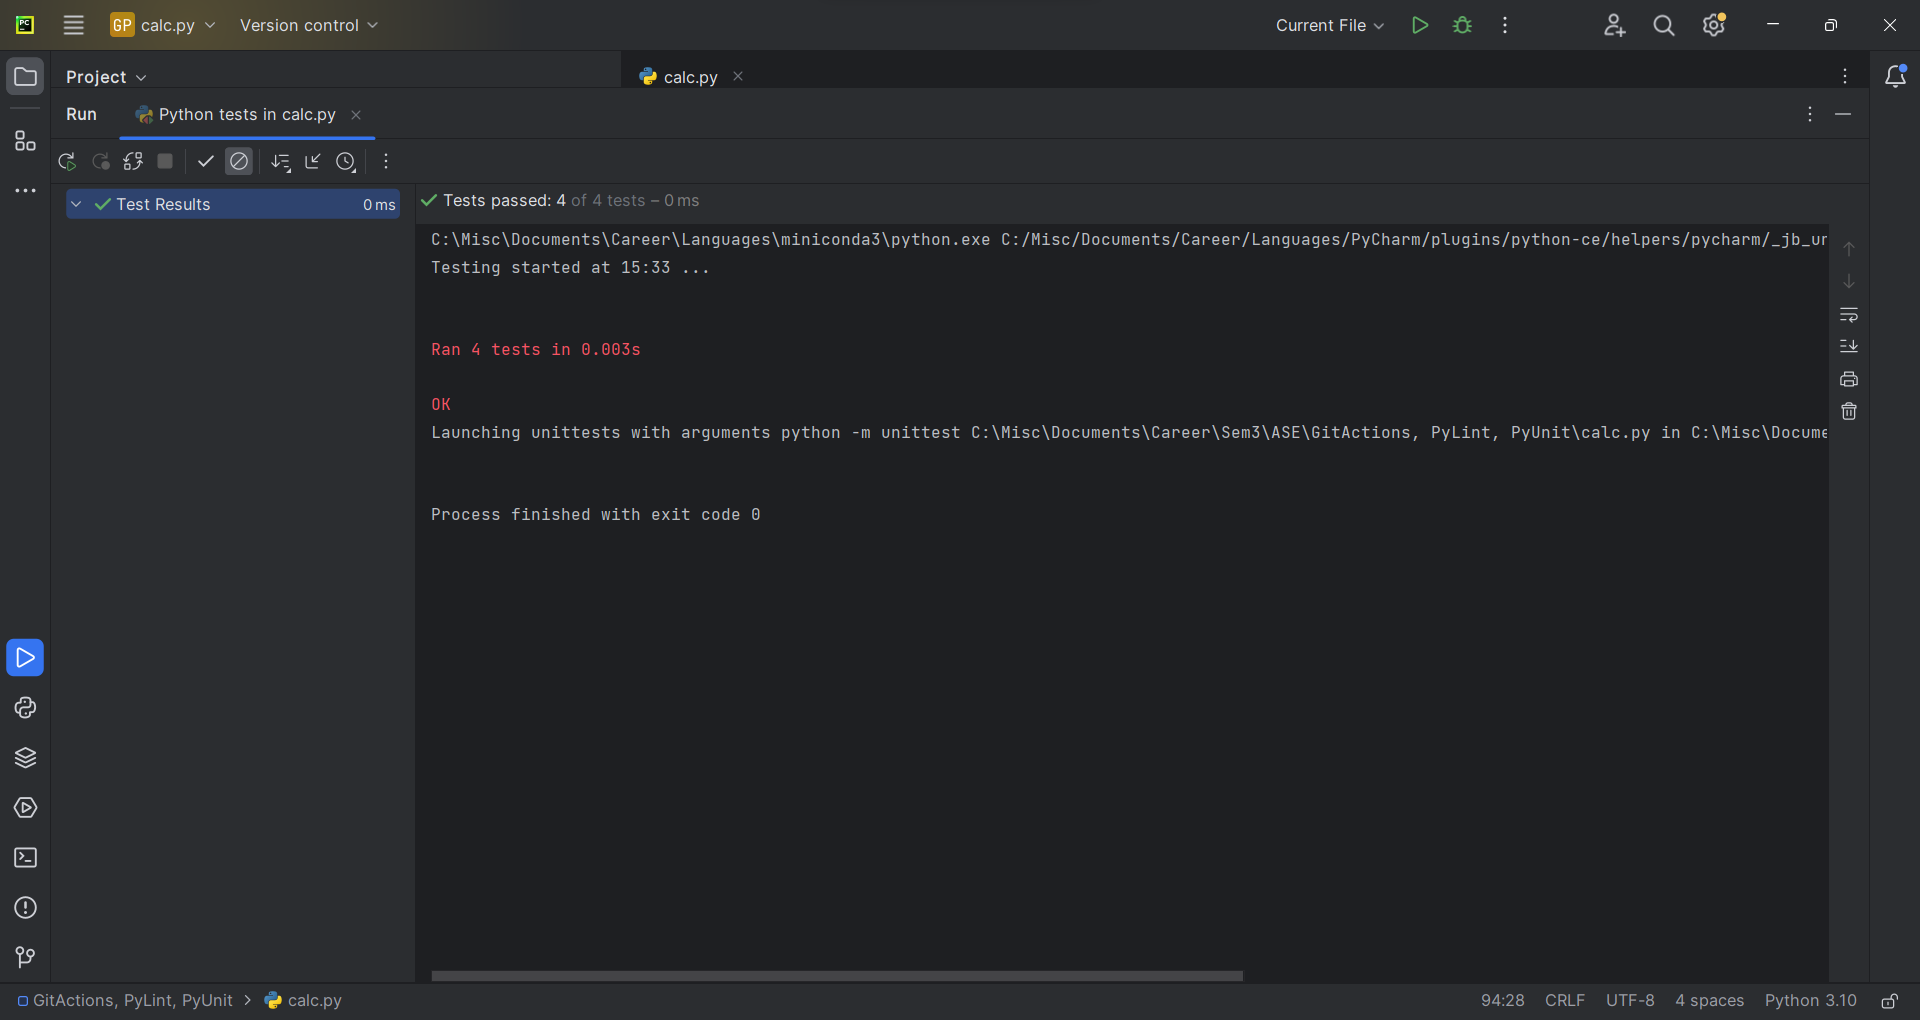 PC
GP calc.py
Version control
Current File
Project
calc.py
Run
Python tests in calc.py
Test Results
0 ms
Tests passed: 4 of 4 tests – 0 ms
C:\Misc\Documents\Career\Languages\miniconda3\python.exe C:/Misc/Documents/Career/Languages/PyCharm/plugins/python-ce/helpers/pycharm/_jb_un
Testing started at 15:33 ...
Ran 4 tests in 0.003s
OK
Launching unittests with arguments python -m unittest C:\Misc\Documents\Career\Sem3\ASE\GitActions, PyLint, PyUnit\calc.py in C:\Misc\Docume
Process finished with exit code 0
GitActions, PyLint, PyUnit > calc.py
94:28
CRLF
UTF-8
4 spaces
Python 3.10